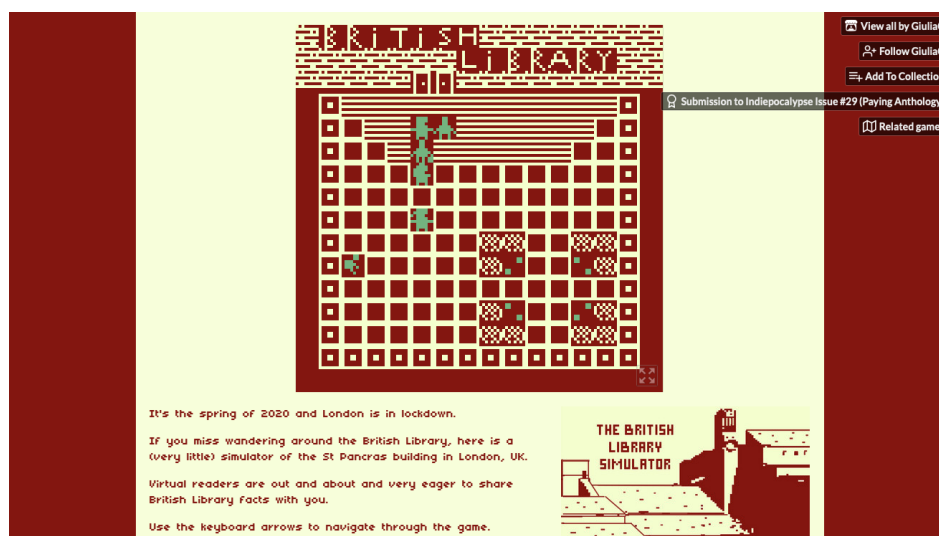 BRiTiSH
LiBRARY
View all by Giulia
Follow Giulia
Add To Collectio
Submission to Indiepocalypse Issue #29 (Paying Anthology
Related game
It's the spring of 2020 and London is in lockdown.
If you miss wandering around the British Library, here is a
(very little) simulator of the St Pancras building in London, UK.
Virtual readers are out and about and very eager to share
British Library facts with you.
Use the keyboard arrows to navigate through the game.
THE BRITISH
LIBRARY
SIMULATOR